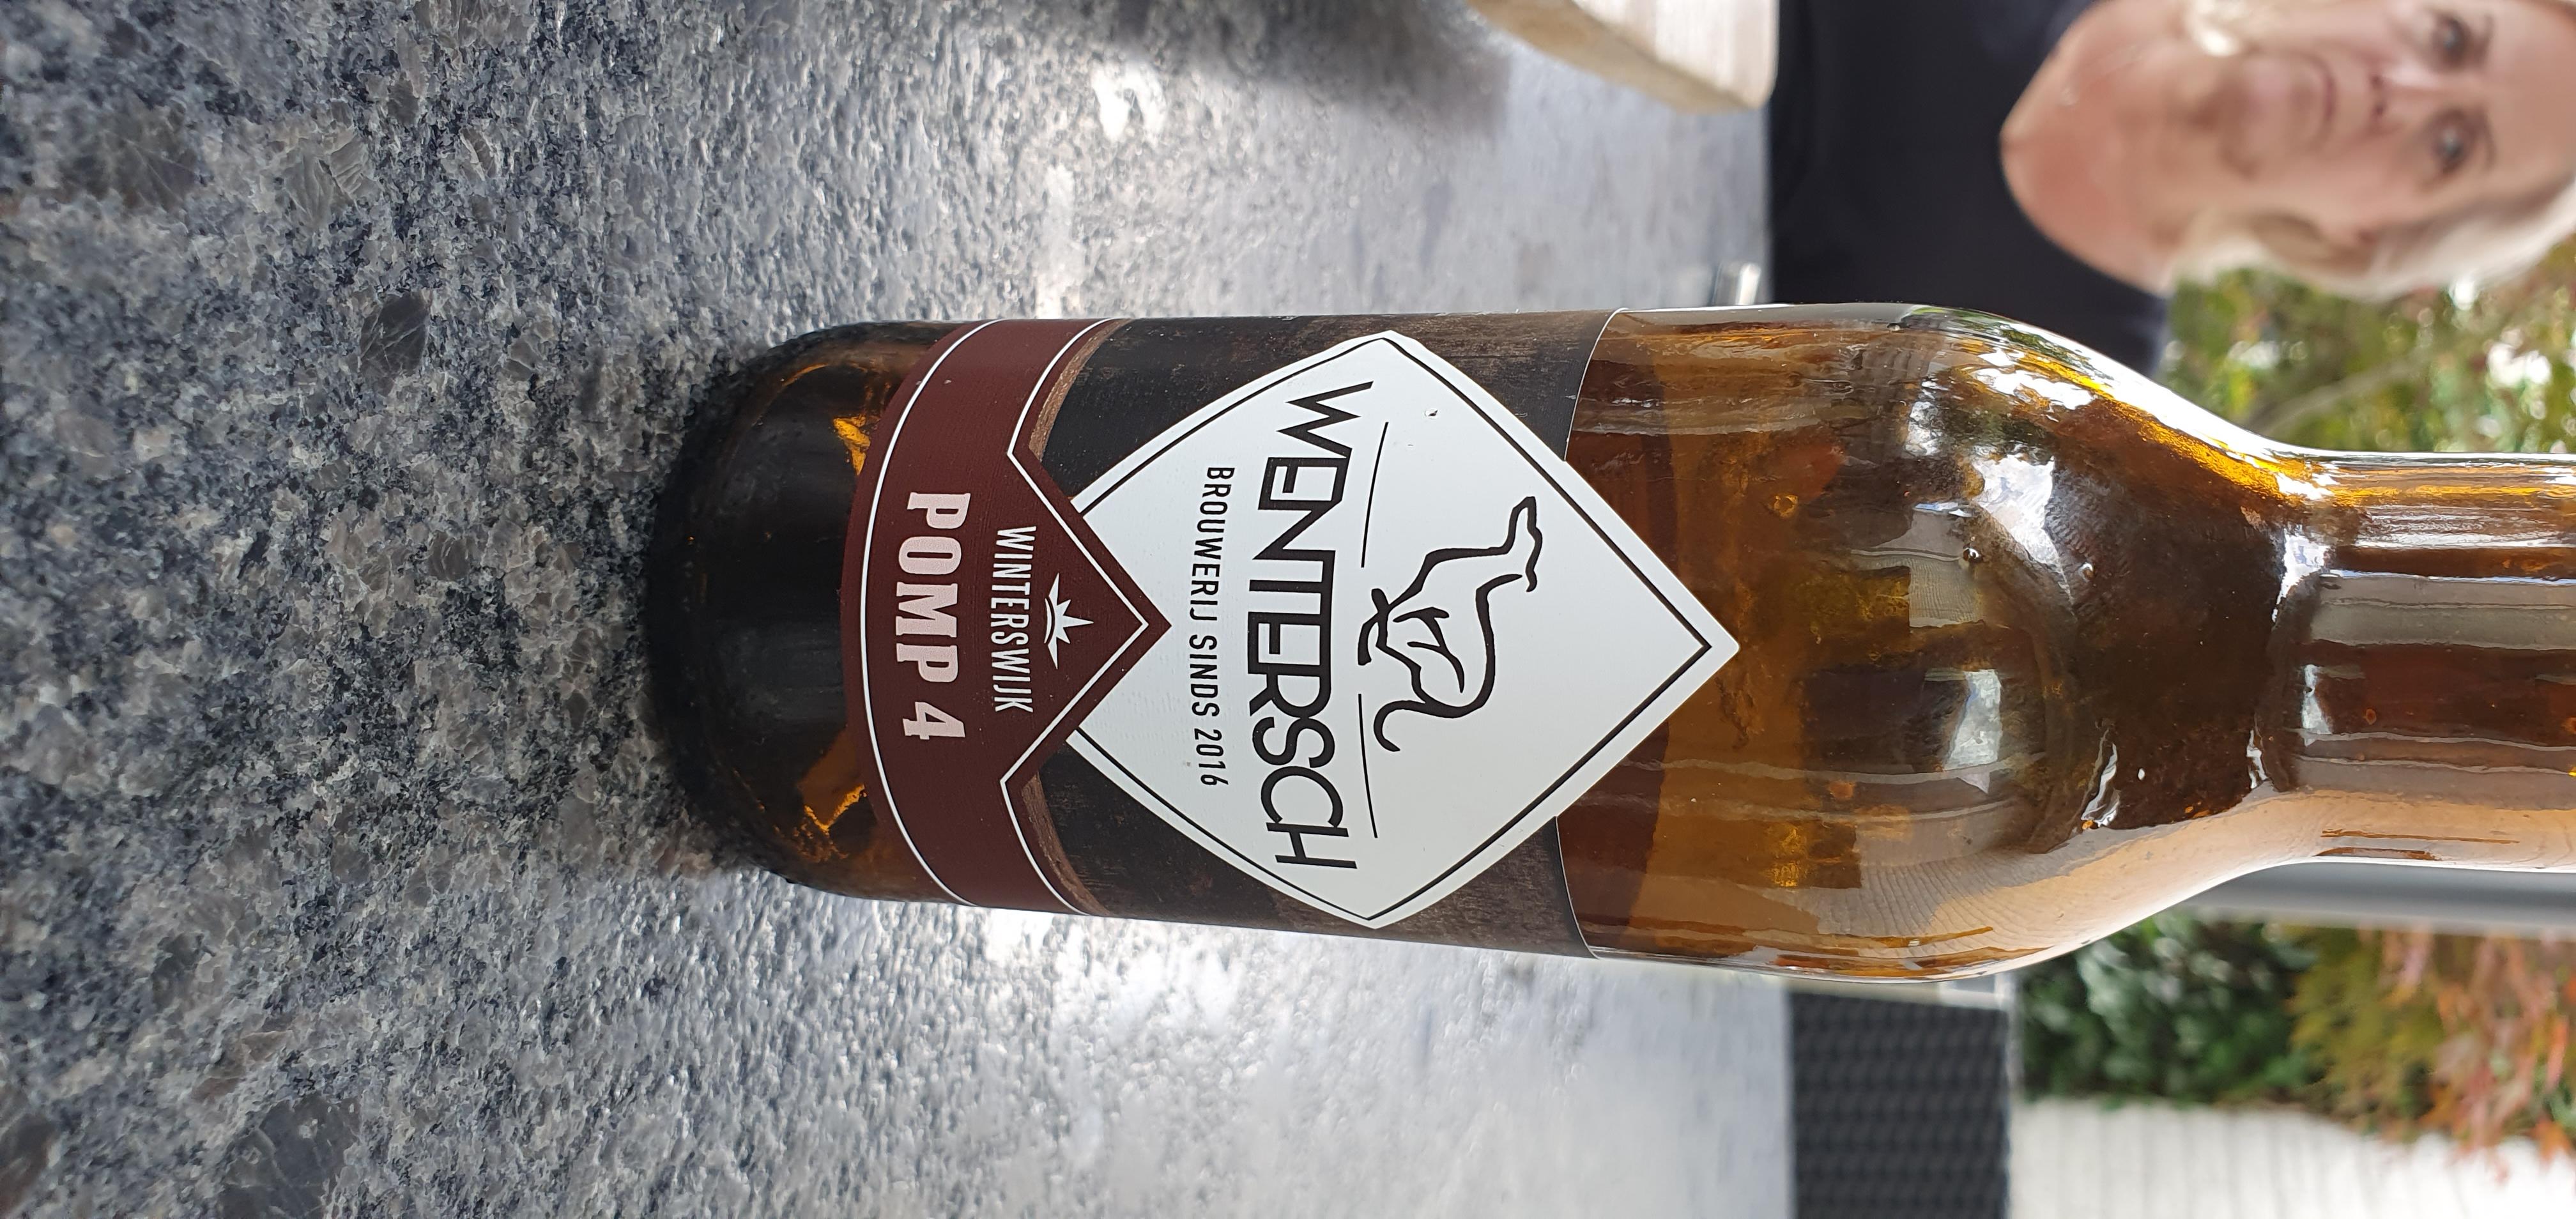 WENTERSCH
BROUWERIJ SINDS 2016
WINTERSWIJK
POMP 4